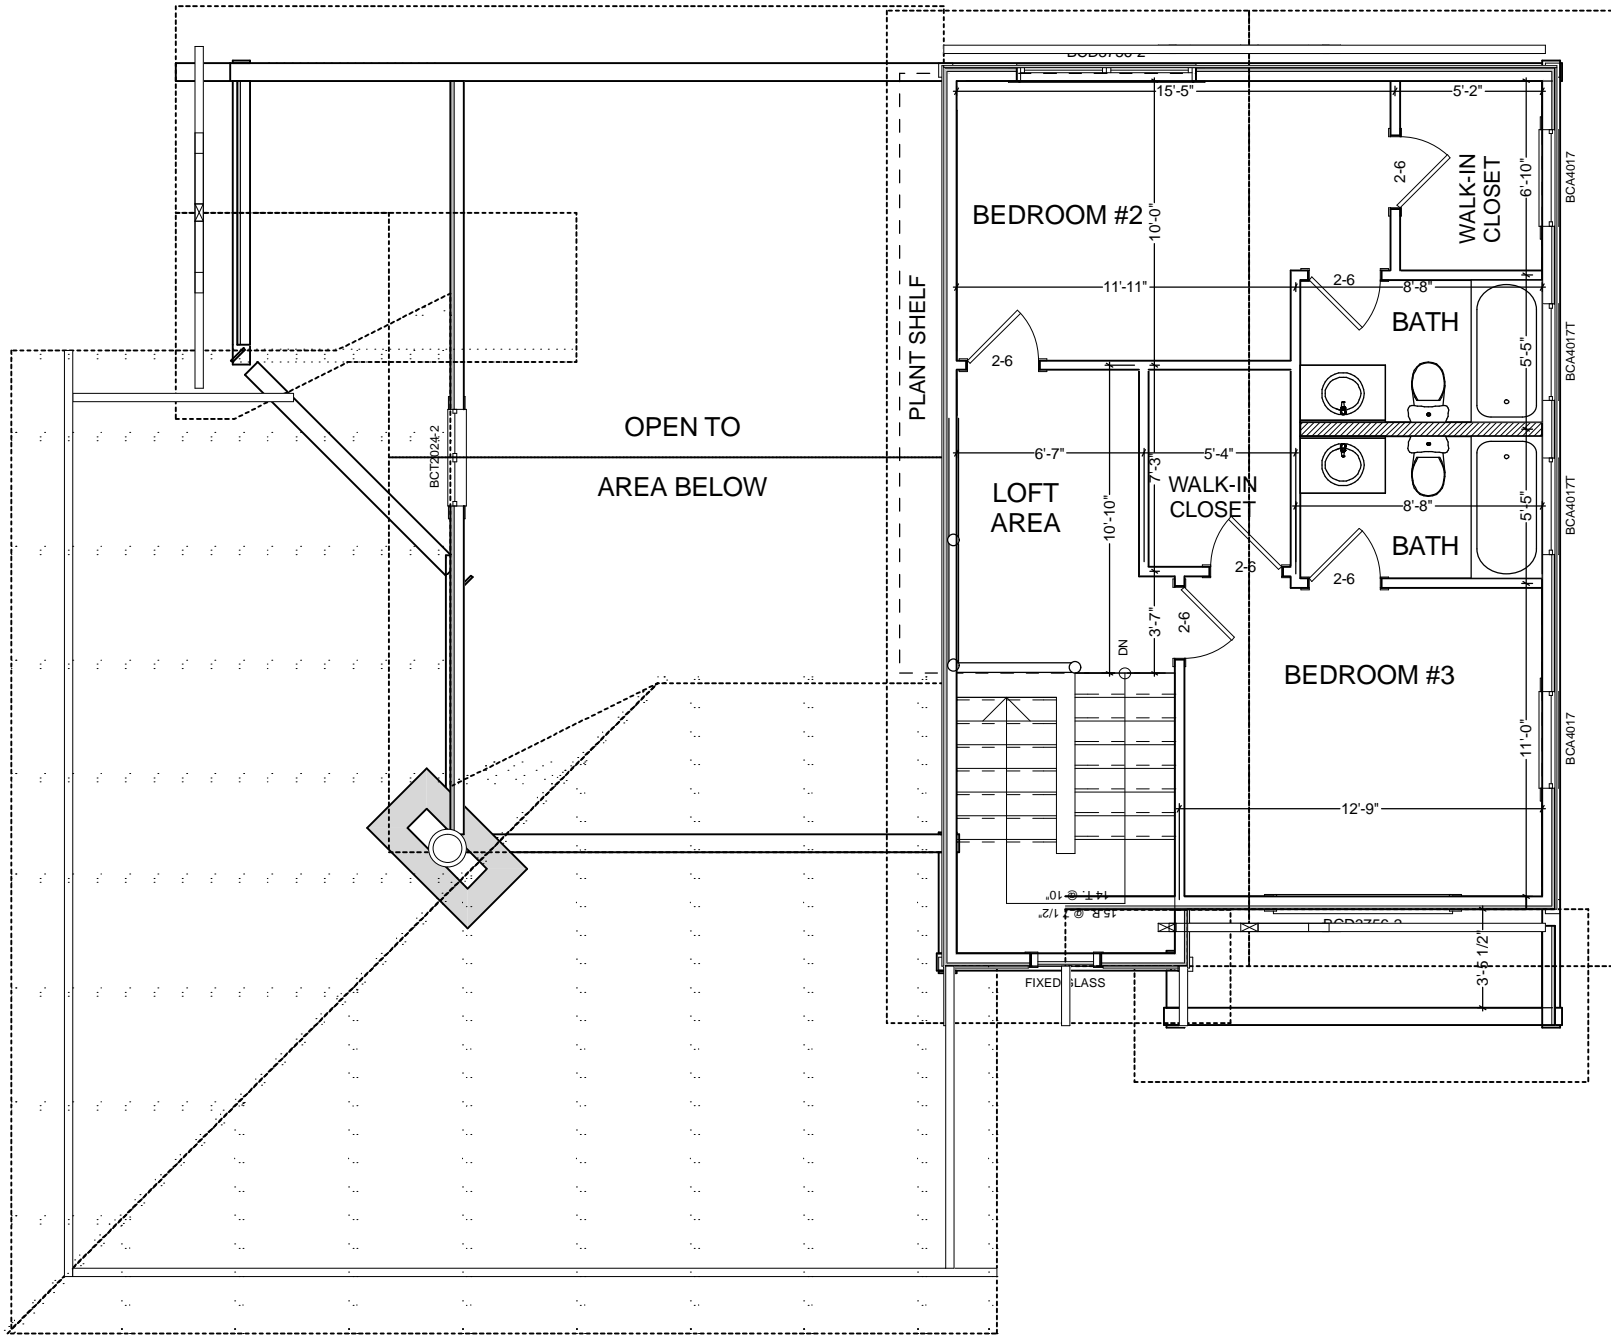 15'-5"
5'-2"
2-6
WALK-IN
CLOSET
6'-10"
BCA4017
BEDROOM #2
10'-0"
11'-11"
2-6
8'-8"
BATH
PLANT SHELF
2-6
5'-5"
BCA4017T
OPEN TO
AREA BELOW
BCT2024-2
6'-7"
7'-3"
5'-4"
LOFT
AREA
WALK-IN
CLOSET
10'-10"
8'-8"
5'-5"
BCA4017T
BATH
2-6
2-6
3'-7"
2-6
DN
BEDROOM #3
11'-0"
BCA4017
12'-9"
14 T. @ 10"
15 R. @ 7 1/2"
3'-5 1/2"
FIXED GLASS